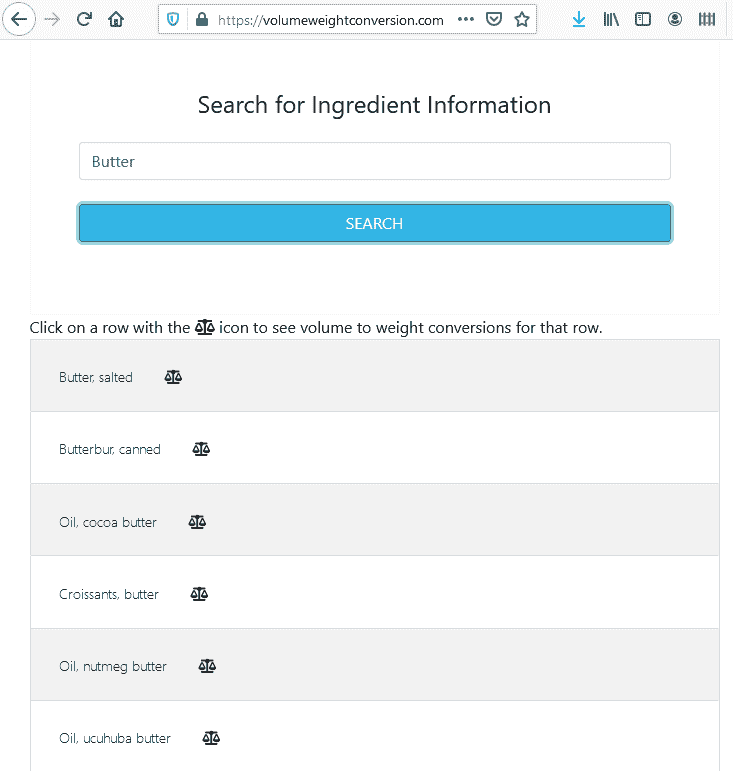 https://volumeweightconversion.com
Search for Ingredient Information
Butter
SEARCH
Click on a row with the icon to see volume to weight conversions for that row.
Butter, salted
Butterbur, canned
Oil, cocoa butter
Croissants, butter
Oil, nutmeg butter
Oil, ucuhuba butter